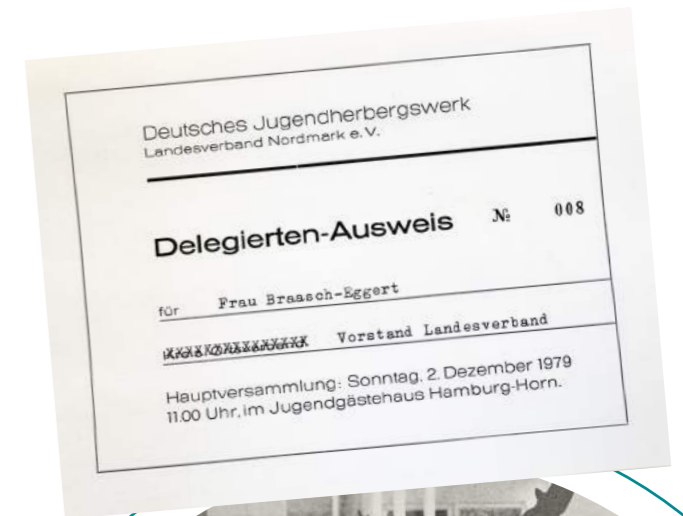 Deutsches Jugendherbergswerk
Landesverband Nordmark e.V.
Delegierten-Ausweis № 008
für Frau Braasch-Eggert
Vorstand Landesverband
Hauptversammlung: Sonntag, 2. Dezember 1979
11.00 Uhr, im Jugendgästehaus Hamburg-Horn.